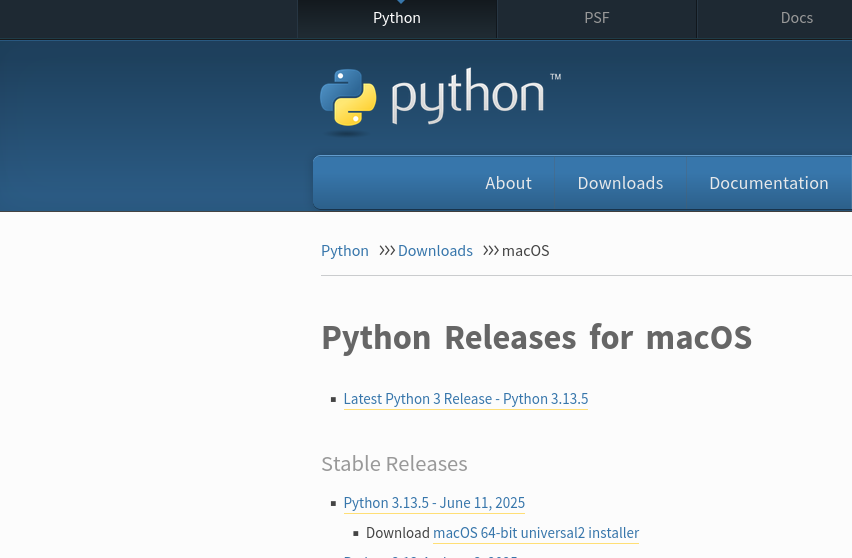 Python PSF Docs
python™
About Downloads Documentation
Python >>> Downloads >>> macOS
Python Releases for macOS
Latest Python 3 Release - Python 3.13.5
Stable Releases
Python 3.13.5 - June 11, 2025
Download macOS 64-bit universal2 installer